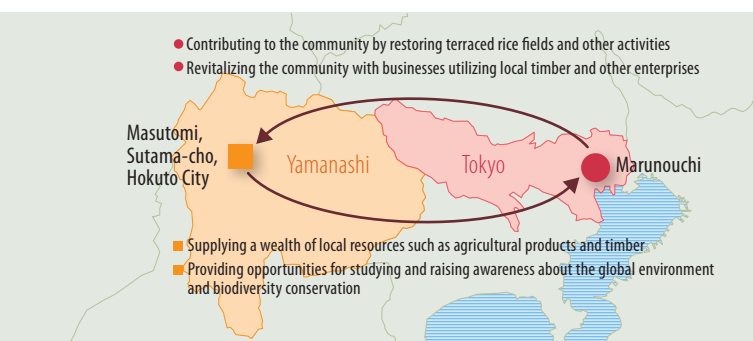 Contributing to the community by restoring terraced rice fields and other activities
Revitalizing the community with businesses utilizing local timber and other enterprises
Masutomi,
Sutama-cho,
Hokuto City
Yamanashi
Tokyo
Marunouchi
Supplying a wealth of local resources such as agricultural products and timber
Providing opportunities for studying and raising awareness about the global environment
and biodiversity conservation